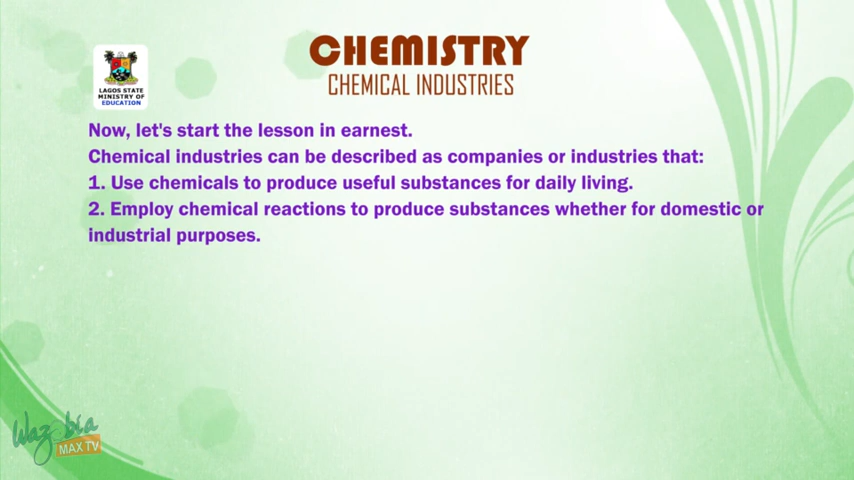 CHEMISTRY
CHEMICAL INDUSTRIES
LAGOS STATE
MINISTRY OF
EDUCATION
Now, let's start the lesson in earnest.
Chemical industries can be described as companies or industries that:
1. Use chemicals to produce useful substances for daily living.
2. Employ chemical reactions to produce substances whether for domestic or
industrial purposes.
Wazobia
MAX TV